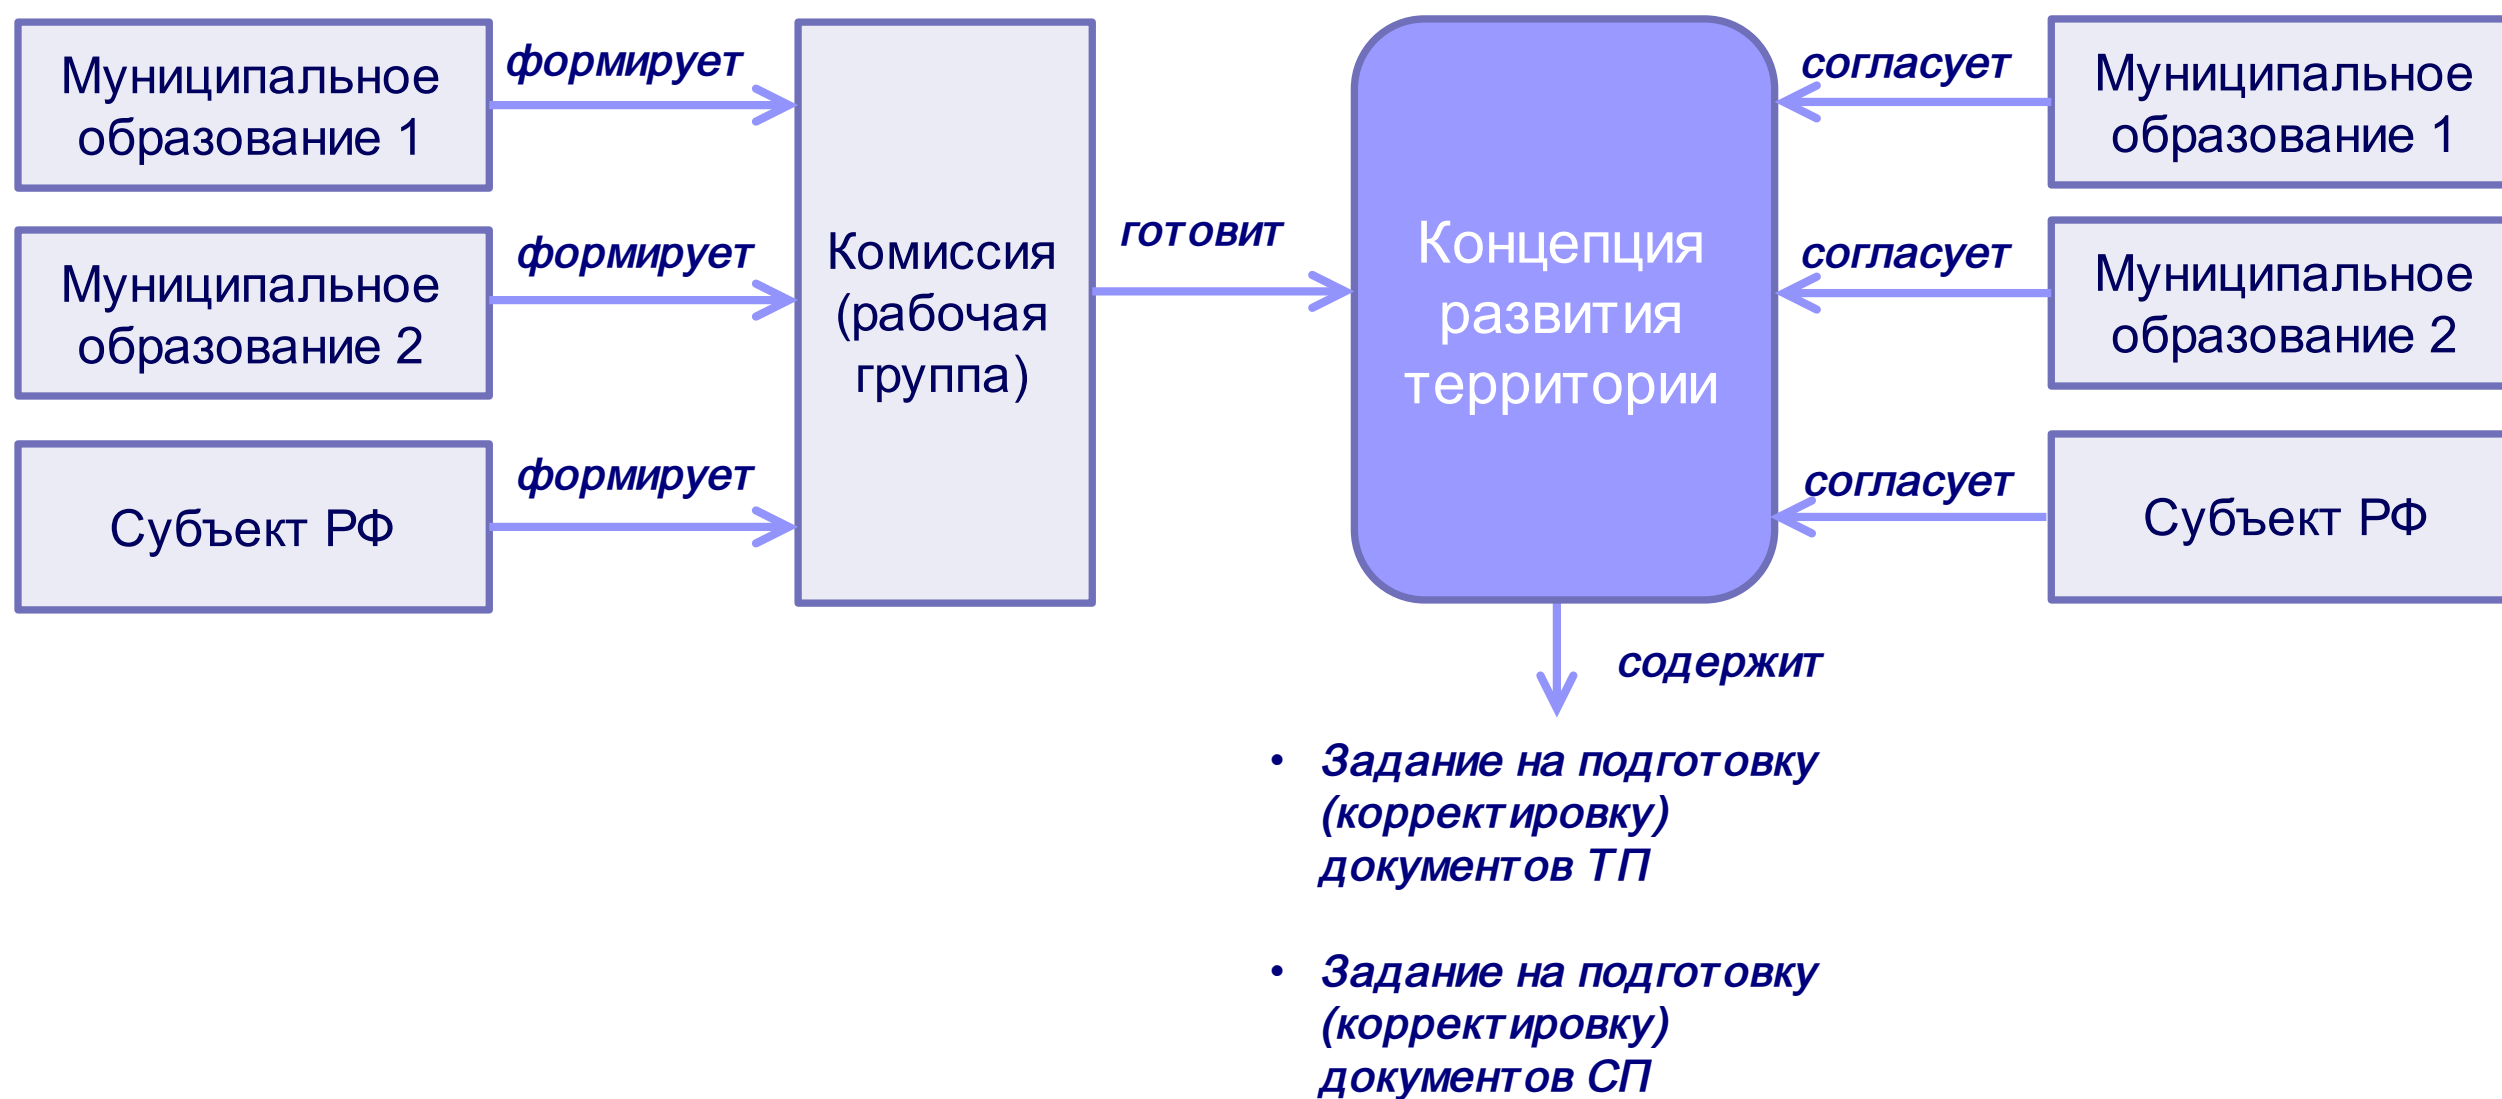 Муниципальное
образование 1
формирует
Муниципальное
образование 2
формирует
Субъект РФ
формирует
Комиссия
(рабочая
группа)
готовит
Концепция
развития
территории
согласует
Муниципальное
образование 1
согласует
Муниципальное
образование 2
согласует
Субъект РФ
содержит
• Задание на подготовку
(корректировку)
документов ТП
• Задание на подготовку
(корректировку)
документов СП